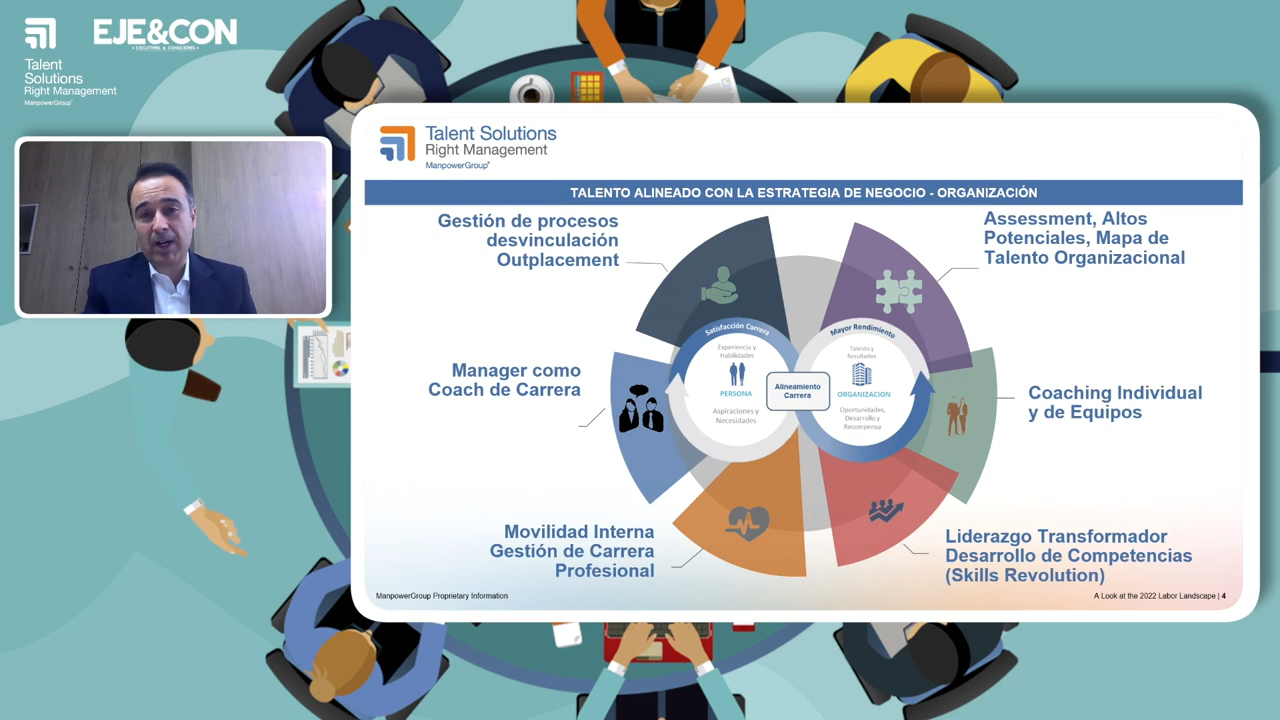 EJE&CON
• EJECUTIV@S & CONSEJER@S •
Talent
Solutions
Right Management
ManpowerGroup®
Talent Solutions
Right Management
ManpowerGroup®
TALENTO ALINEADO CON LA ESTRATEGIA DE NEGOCIO - ORGANIZACIÓN
Gestión de procesos
desvinculación
Outplacement
Assessment, Altos
Potenciales, Mapa de
Talento Organizacional
Satisfacción Carrera
Experiencia y
Habilidades
PERSONA
Aspiraciones y
Necesidades
Alineamiento
Carrera
Mayor Rendimiento
Talento y
Resultados
ORGANIZACION
Oportunidades,
Desarrollo y
Recompensa
Manager como
Coach de Carrera
Coaching Individual
y de Equipos
Movilidad Interna
Gestión de Carrera
Profesional
Liderazgo Transformador
Desarrollo de Competencias
(Skills Revolution)
ManpowerGroup Proprietary Information
A Look at the 2022 Labor Landscape | 4